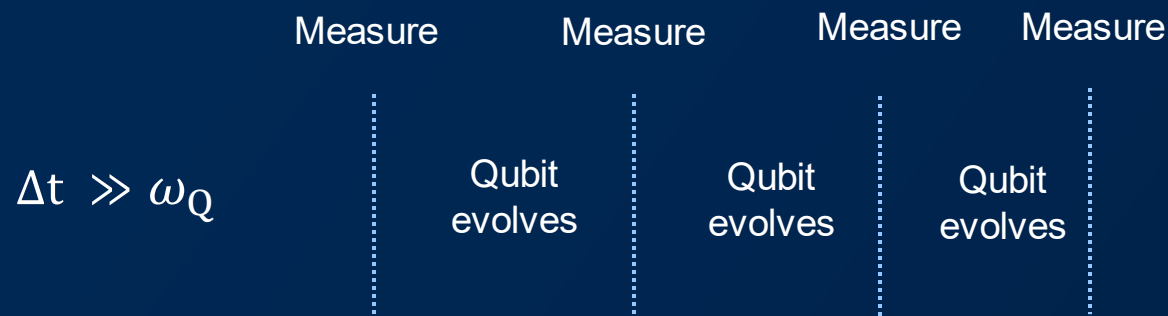 Measure Measure Measure Measure
Δt ≫ ω_Q
Qubit evolves
Qubit evolves
Qubit evolves